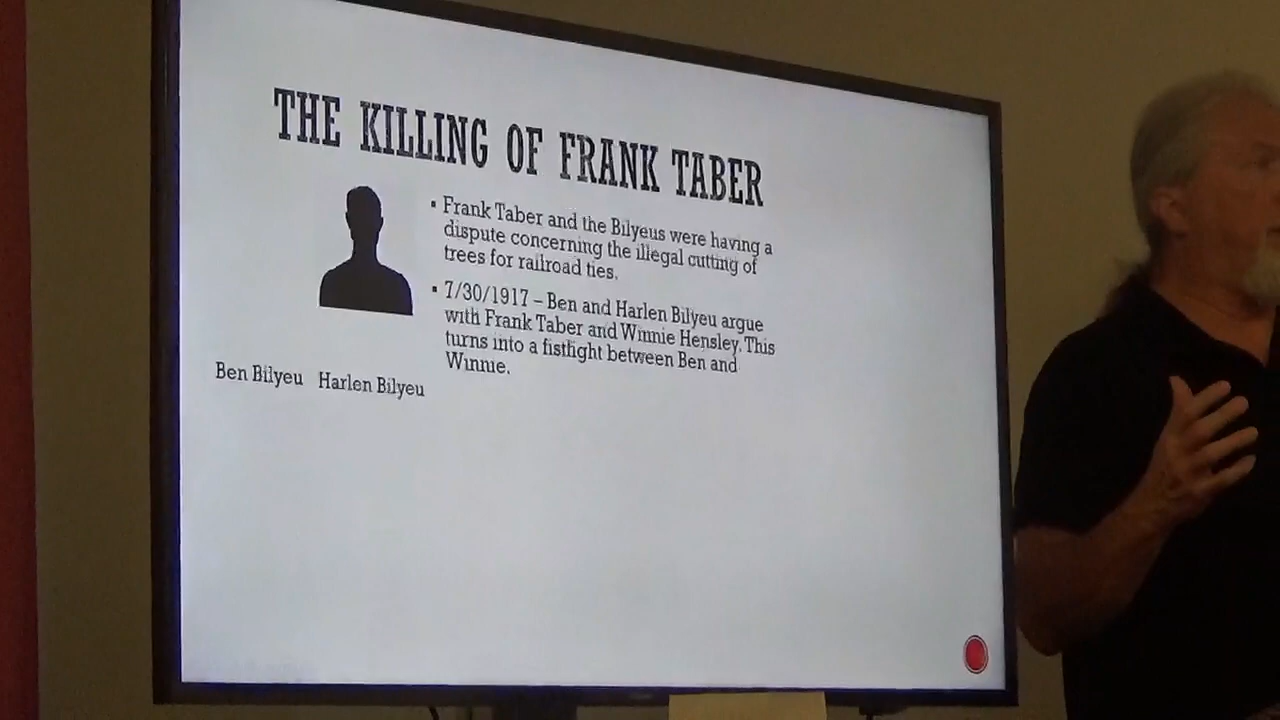 THE KILLING OF FRANK TABER
▪ Frank Taber and the Bilyeus were having a
dispute concerning the illegal cutting of
trees for railroad ties.
▪ 7/30/1917 – Ben and Harlen Bilyeu argue
with Frank Taber and Winnie Hensley. This
turns into a fistfight between Ben and
Winnie.
Ben Bilyeu Harlen Bilyeu